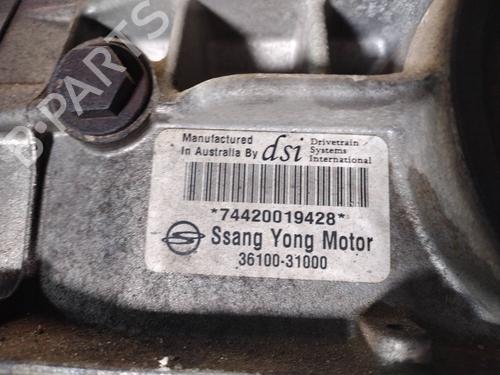 B-PARTS
Manufactured
In Australia By dsi Drivetrain
Systems
International
*74420019428*
Ssang Yong Motor
36100-31000